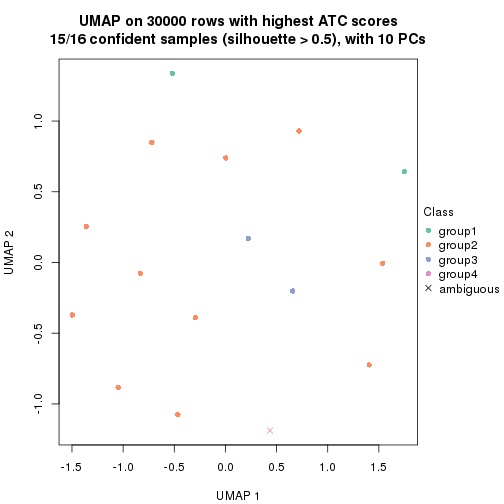 UMAP on 30000 rows with highest ATC scores
15/16 confident samples (silhouette > 0.5), with 10 PCs
UMAP 2
1.0
0.5
0.0
-0.5
-1.0
Class
group1
group2
group3
group4
ambiguous
-1.5 -1.0 -0.5 0.0 0.5 1.0 1.5
UMAP 1